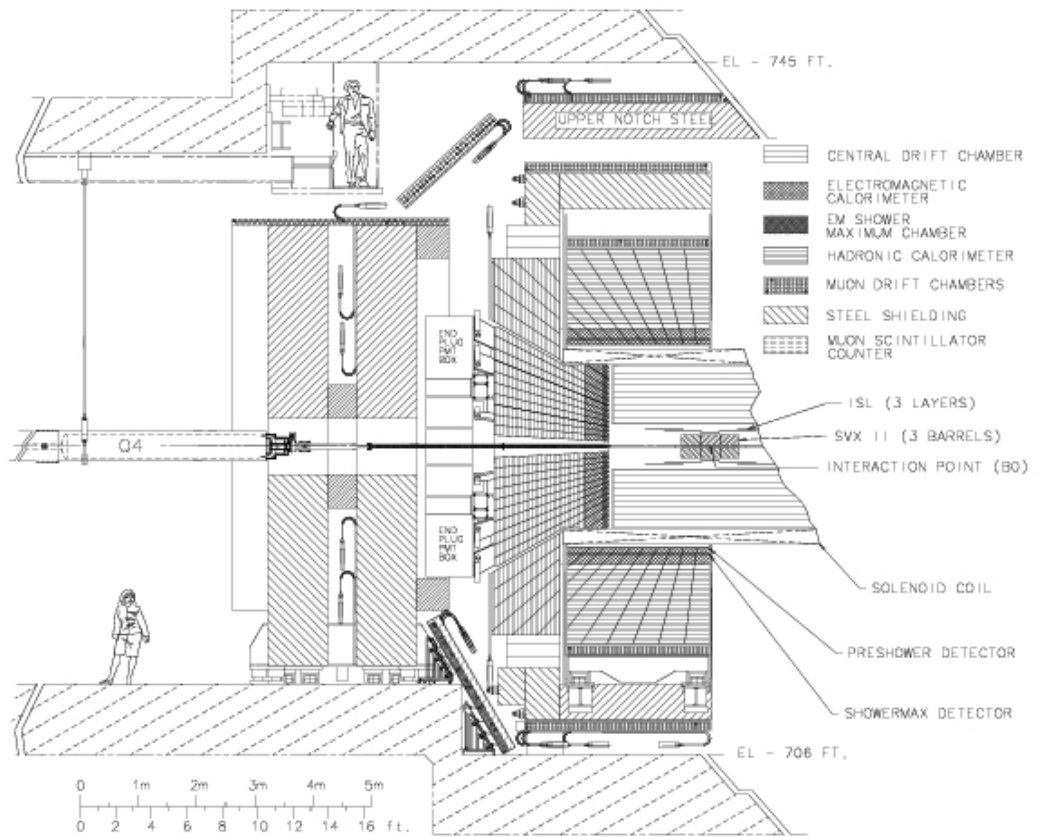 EL - 745 FT.
UPPER NOTCH STEEL
CENTRAL DRIFT CHAMBER
ELECTROMAGNETIC
CALORIMETER
EM SHOWER
MAXIMUM CHAMBER
HADRONIC CALORIMETER
MUON DRIFT CHAMBERS
STEEL SHIELDING
MUON SCINTILLATOR
COUNTER
END
PLUG
PMT
BOX
ISL (3 LAYERS)
Q4
SVX II (3 BARRELS)
INTERACTION POINT (B0)
END
PLUG
PMT
BOX
SOLENOID COIL
PRESHOWER DETECTOR
SHOWERMAX DETECTOR
EL - 706 FT.
0 1m 2m 3m 4m 5m
0 2 4 6 8 10 12 14 16 ft.